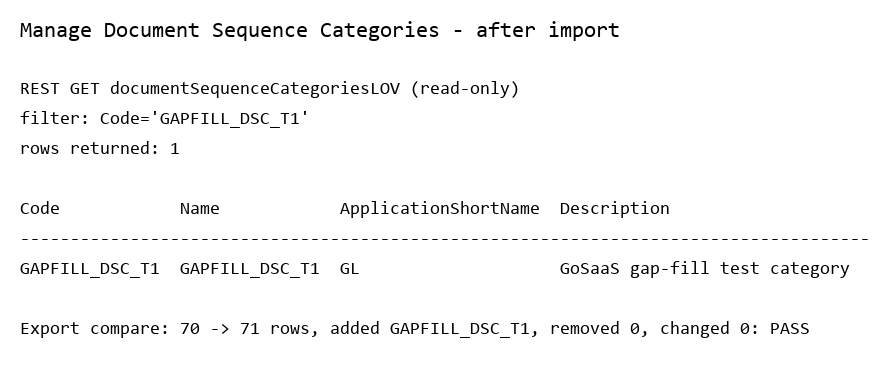 Manage Document Sequence Categories - after import
REST GET documentSequenceCategoriesLOV (read-only)
filter: Code='GAPFILL_DSC_T1'
rows returned: 1
Code Name ApplicationShortName Description
-------------------------------------------------------------------------------------
GAPFILL_DSC_T1 GAPFILL_DSC_T1 GL GoSaaS gap-fill test category
Export compare: 70 -> 71 rows, added GAPFILL_DSC_T1, removed 0, changed 0: PASS